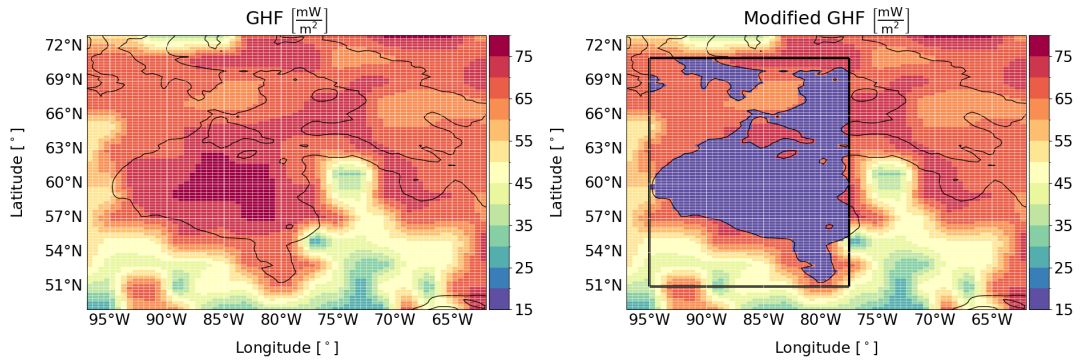 GHF [mW/m²]
72°N
69°N
66°N
63°N
60°N
57°N
54°N
51°N
Latitude [°]
95°W 90°W 85°W 80°W 75°W 70°W 65°W
Longitude [°]
75
65
55
45
35
25
15
Modified GHF [mW/m²]
72°N
69°N
66°N
63°N
60°N
57°N
54°N
51°N
Latitude [°]
95°W 90°W 85°W 80°W 75°W 70°W 65°W
Longitude [°]
75
65
55
45
35
25
15